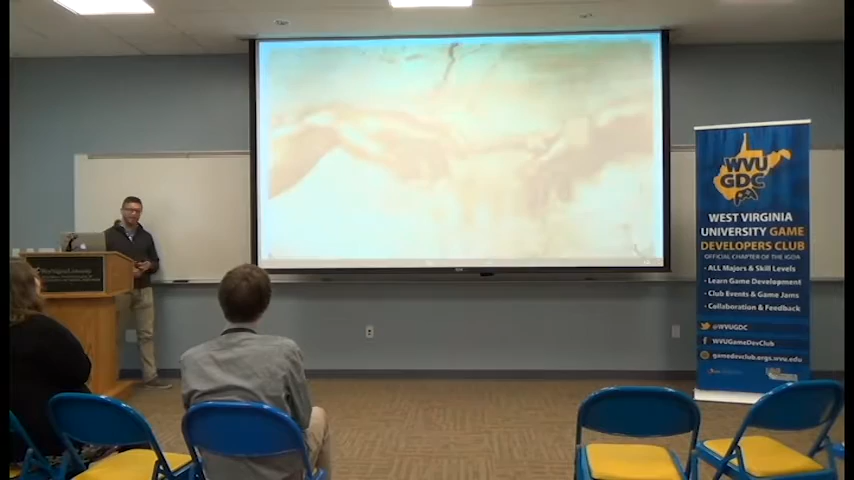 WVU
GDC
WEST VIRGINIA
UNIVERSITY GAME
DEVELOPERS CLUB
OFFICIAL CHAPTER OF THE IGDA
· ALL Majors & Skill Levels
· Learn Game Development
· Club Events & Game Jams
· Collaboration & Feedback
@WVUGDC
WVUGameDevClub
gamedevclub.orgs.wvu.edu